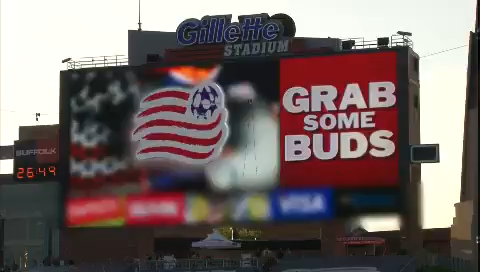 Gillette
STADIUM
GRAB
SOME
BUDS
SUFFOLK
26:49
VISA